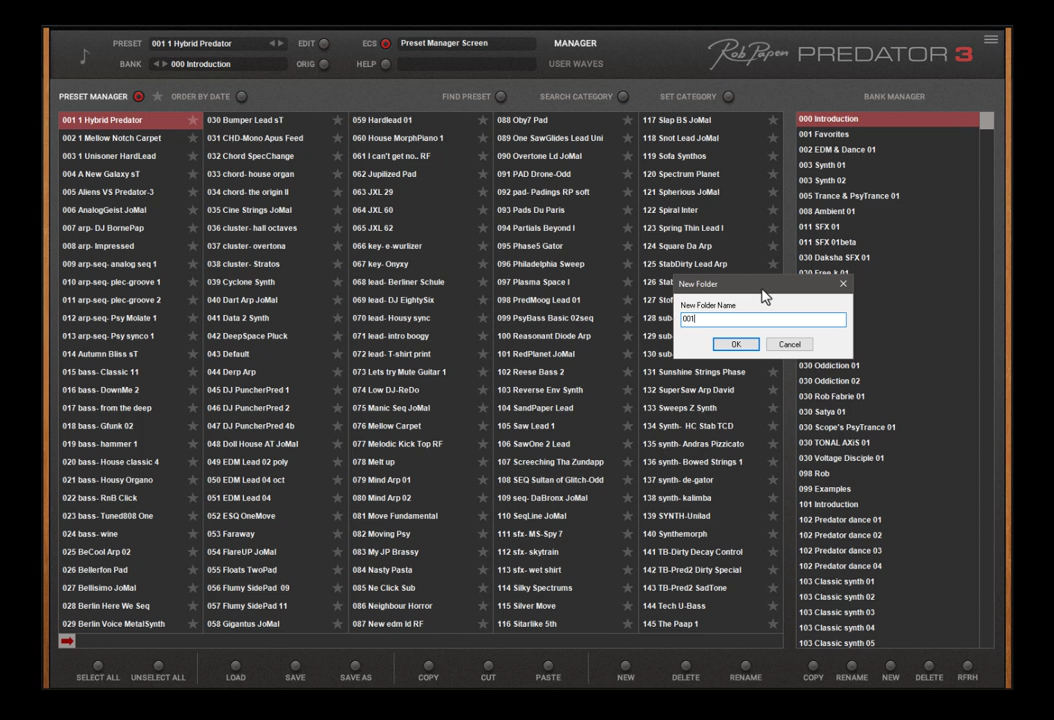 PRESET 001 1 Hybrid Predator EDIT ECS Preset Manager Screen MANAGER
BANK 000 Introduction ORIG HELP USER WAVES
Rob Papen PREDATOR 3
PRESET MANAGER ORDER BY DATE FIND PRESET SEARCH CATEGORY SET CATEGORY BANK MANAGER
001 1 Hybrid Predator
002 1 Mellow Notch Carpet
003 1 Unisoner HardLead
004 A New Galaxy sT
005 Aliens VS Predator-3
006 AnalogGeist JoMal
007 arp- DJ BornePap
008 arp- Impressed
009 arp-seq- analog seq 1
010 arp-seq- plec-groove 1
011 arp-seq- plec-groove 2
012 arp-seq- Psy Molate 1
013 arp-seq- Psy synco 1
014 Autumn Bliss sT
015 bass- Classic 11
016 bass- DownMe 2
017 bass- from the deep
018 bass- Gfunk 02
019 bass- hammer 1
020 bass- House classic 4
021 bass- Housy Organo
022 bass- RnB Click
023 bass- Tuned808 One
024 bass- wine
025 BeCool Arp 02
026 Bellerfon Pad
027 Bellisimo JoMal
028 Berlin Here We Seq
029 Berlin Voice MetalSynth
030 Bumper Lead sT
031 CHD-Mono Apus Feed
032 Chord SpecChange
033 chord- house organ
034 chord- the origin II
035 Cine Strings JoMal
036 cluster- hall octaves
037 cluster- overtona
038 cluster- Stratos
039 Cyclone Synth
040 Dart Arp JoMal
041 Data 2 Synth
042 DeepSpace Pluck
043 Default
044 Derp Arp
045 DJ PuncherPred 1
046 DJ PuncherPred 2
047 DJ PuncherPred 4b
048 Doll House AT JoMal
049 EDM Lead 02 poly
050 EDM Lead 04 oct
051 EDM Lead 04
052 ESQ OneMove
053 Faraway
054 FlareUP JoMal
055 Floats TwoPad
056 Flumy SidePad 09
057 Flumy SidePad 11
058 Gigantus JoMal
059 Hardlead 01
060 House MorphPiano 1
061 I can't get no.. RF
062 Jupilized Pad
063 JXL 29
064 JXL 60
065 JXL 62
066 key- e-wurlizer
067 key- Onyxy
068 lead- Berliner Schule
069 lead- DJ EightySix
070 lead- Housy sync
071 lead- intro boogy
072 lead- T-shirt print
073 Lets try Mute Guitar 1
074 Low DJ-ReDo
075 Manic Seq JoMal
076 Mellow Carpet
077 Melodic Kick Top RF
078 Melt up
079 Mind Arp 01
080 Mind Arp 02
081 Move Fundamental
082 Moving Psy
083 My JP Brassy
084 Nasty Pasta
085 Ne Click Sub
086 Neighbour Horror
087 New edm ld RF
088 Oby7 Pad
089 One SawGlides Lead Uni
090 Overtone Ld JoMal
091 PAD Drone-Odd
092 pad- Padings RP soft
093 Pads Du Paris
094 Partials Beyond I
095 Phase5 Gator
096 Philadelphia Sweep
097 Plasma Space I
098 PredMoog Lead 01
099 PsyBass Basic 02seq
100 Reasonant Diode Arp
101 RedPlanet JoMal
102 Reese Bass 2
103 Reverse Env Synth
104 SandPaper Lead
105 Saw Lead 1
106 SawOne 2 Lead
107 Screeching Tha Zundapp
108 SEQ Sultan of Glitch-Odd
109 seq- DaBronx JoMal
110 SeqLine JoMal
111 sfx- MS-Spy 7
112 sfx- skytrain
113 sfx- wet shirt
114 Silky Spectrums
115 Silver Move
116 Starlike 5th
117 Slap BS JoMal
118 Snot Lead JoMal
119 Sofa Synthos
120 Spectrum Planet
121 Spherious JoMal
122 Spiral Inter
123 Spring Thin Lead I
124 Square Da Arp
125 StabDirty Lead Arp
126
127
128
129
130
131 Sunshine Strings Phase
132 SuperSaw Arp David
133 Sweeps Z Synth
134 Synth- HC Stab TCD
135 synth- Andras Pizzicato
136 synth- Bowed Strings 1
137 synth- de-gator
138 synth- kalimba
139 SYNTH-Unilad
140 Synthemorph
141 TB-Dirty Decay Control
142 TB-Pred2 Dirty Special
143 TB-Pred2 SadTone
144 Tech U-Bass
145 The Paap 1
New Folder
New Folder Name
001
OK Cancel
000 Introduction
001 Favorites
002 EDM & Dance 01
003 Synth 01
003 Synth 02
005 Trance & PsyTrance 01
008 Ambient 01
011 SFX 01
011 SFX 01beta
030 Daksha SFX 01
030 Oddiction 01
030 Oddiction 02
030 Rob Fabrie 01
030 Satya 01
030 Scope's PsyTrance 01
030 TONAL AXiS 01
030 Voltage Disciple 01
098 Rob
099 Examples
101 Introduction
102 Predator dance 01
102 Predator dance 02
102 Predator dance 03
102 Predator dance 04
103 Classic synth 01
103 Classic synth 02
103 Classic synth 03
103 Classic synth 04
103 Classic synth 05
SELECT ALL UNSELECT ALL LOAD SAVE SAVE AS COPY CUT PASTE NEW DELETE RENAME COPY RENAME NEW DELETE RFRH